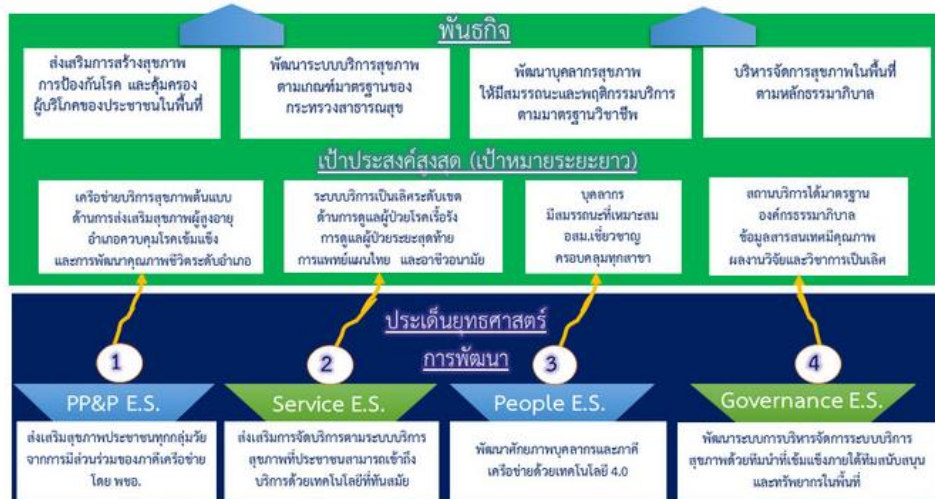 พันธกิจ
ส่งเสริมการสร้างสุขภาพ
การป้องกันโรค และคุ้มครอง
ผู้บริโภคของประชาชนในพื้นที่
พัฒนาระบบบริการสุขภาพ
ตามเกณฑ์มาตรฐานของ
กระทรวงสาธารณสุข
พัฒนาบุคลากรสุขภาพ
ให้มีสมรรถนะและพฤติกรรมบริการ
ตามมาตรฐานวิชาชีพ
บริหารจัดการสุขภาพในพื้นที่
ตามหลักธรรมาภิบาล
เป้าประสงค์สูงสุด (เป้าหมายระยะยาว)
เครือข่ายบริการสุขภาพต้นแบบ
ด้านการส่งเสริมสุขภาพผู้สูงอายุ
อำเภอควบคุมโรคเข้มแข็ง
และการพัฒนาคุณภาพชีวิตระดับอำเภอ
ระบบบริการเป็นเลิศระดับเขต
ด้านการดูแลผู้ป่วยโรคเรื้อรัง
การดูแลผู้ป่วยระยะสุดท้าย
การแพทย์แผนไทย และอาชีวอนามัย
บุคลากร
มีสมรรถนะที่เหมาะสม
อสม.เชี่ยวชาญ
ครอบคลุมทุกสาขา
สถานบริการได้มาตรฐาน
องค์กรธรรมาภิบาล
ข้อมูลสารสนเทศมีคุณภาพ
ผลงานวิจัยและวิชาการเป็นเลิศ
ประเด็นยุทธศาสตร์
การพัฒนา
1
2
3
4
PP&P E.S.
Service E.S.
People E.S.
Governance E.S.
ส่งเสริมสุขภาพประชาชนทุกกลุ่มวัย
จากการมีส่วนร่วมของภาคีเครือข่าย
โดย พชอ.
ส่งเสริมการจัดบริการตามระบบบริการ
สุขภาพที่ประชาชนสามารถเข้าถึง
บริการด้วยเทคโนโลยีที่ทันสมัย
พัฒนาศักยภาพบุคลากรและภาคี
เครือข่ายด้วยเทคโนโลยี 4.0
พัฒนาระบบการบริหารจัดการระบบบริการ
สุขภาพด้วยทีมนำที่เข้มแข็งภายใต้ทีมสนับสนุน
และทรัพยากรในพื้นที่